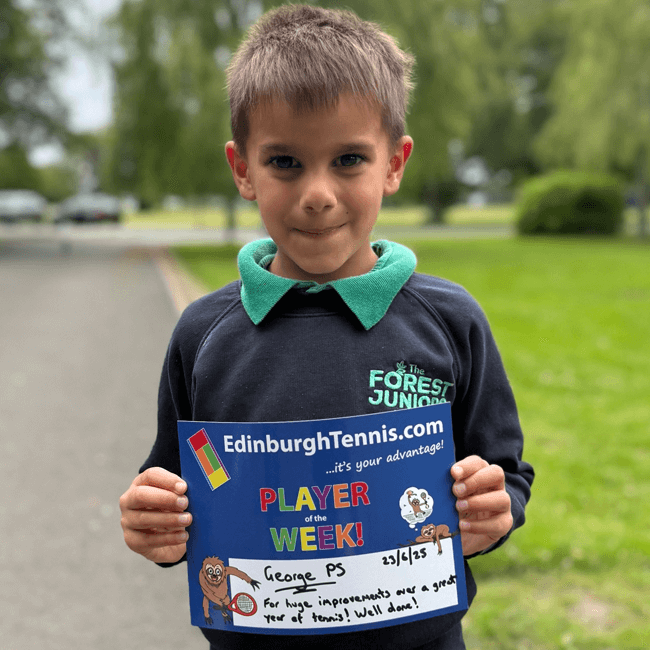 The
FOREST
JUNIORS
EdinburghTennis.com
...it's your advantage!
PLAYER
of the
WEEK!
George PS 23/6/25
For huge improvements over a great
year of tennis! Well done!